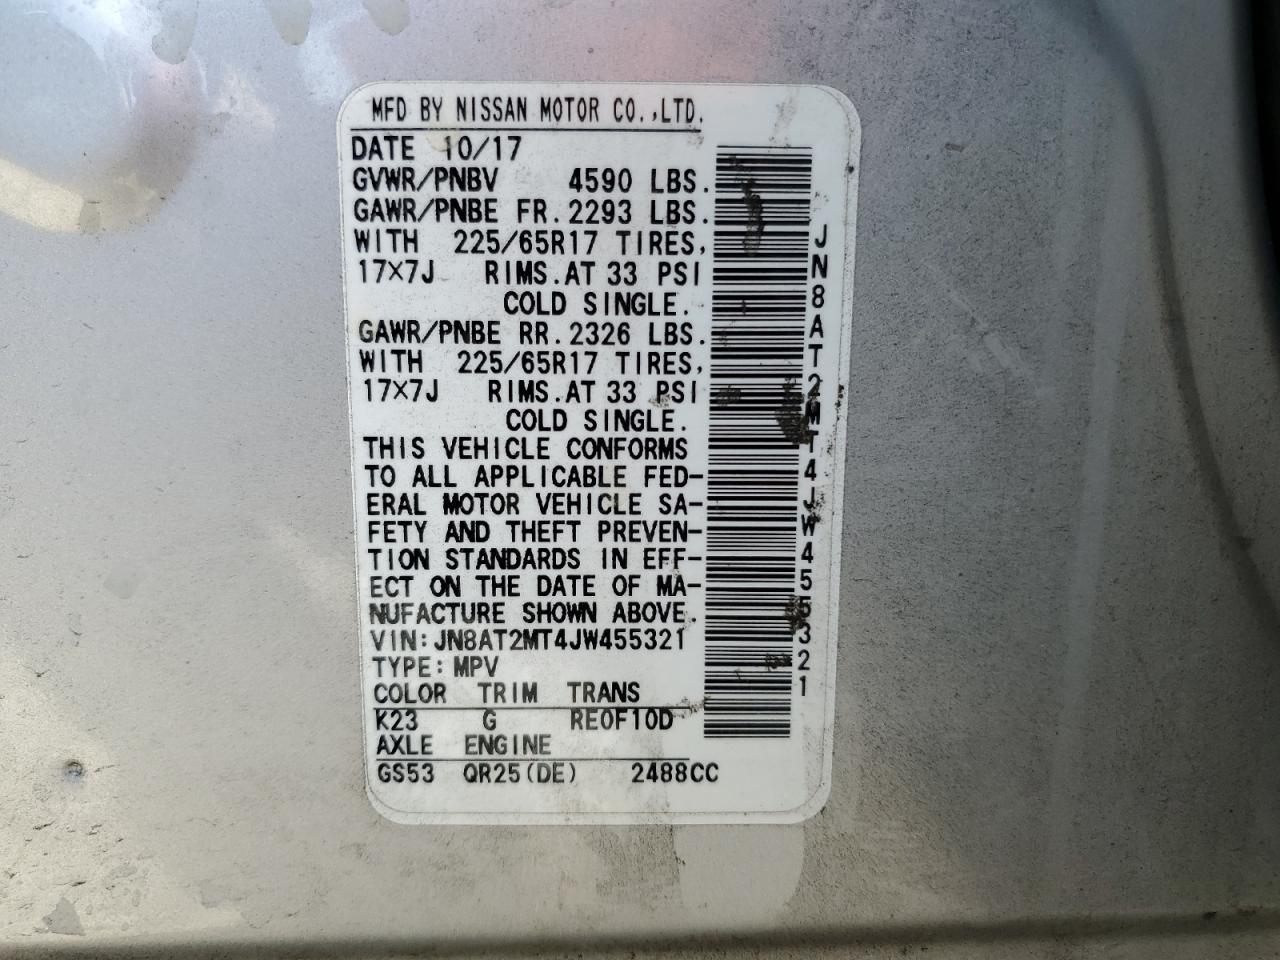 MFD BY NISSAN MOTOR CO.,LTD.
DATE 10/17
GVWR/PNBV 4590 LBS.
GAWR/PNBE FR. 2293 LBS.
WITH 225/65R17 TIRES,
17×7J RIMS. AT 33 PSI
COLD SINGLE.
GAWR/PNBE RR. 2326 LBS.
WITH 225/65R17 TIRES,
17×7J RIMS. AT 33 PSI
COLD SINGLE.
THIS VEHICLE CONFORMS
TO ALL APPLICABLE FED-
ERAL MOTOR VEHICLE SA-
FETY AND THEFT PREVEN-
TION STANDARDS IN EFF-
ECT ON THE DATE OF MA-
NUFACTURE SHOWN ABOVE.
VIN: JN8AT2MT4JW455321
TYPE: MPV
COLOR TRIM TRANS
K23 G RE0F10D
AXLE ENGINE
GS53 QR25(DE) 2488CC
JN8AT2MT4JW455321